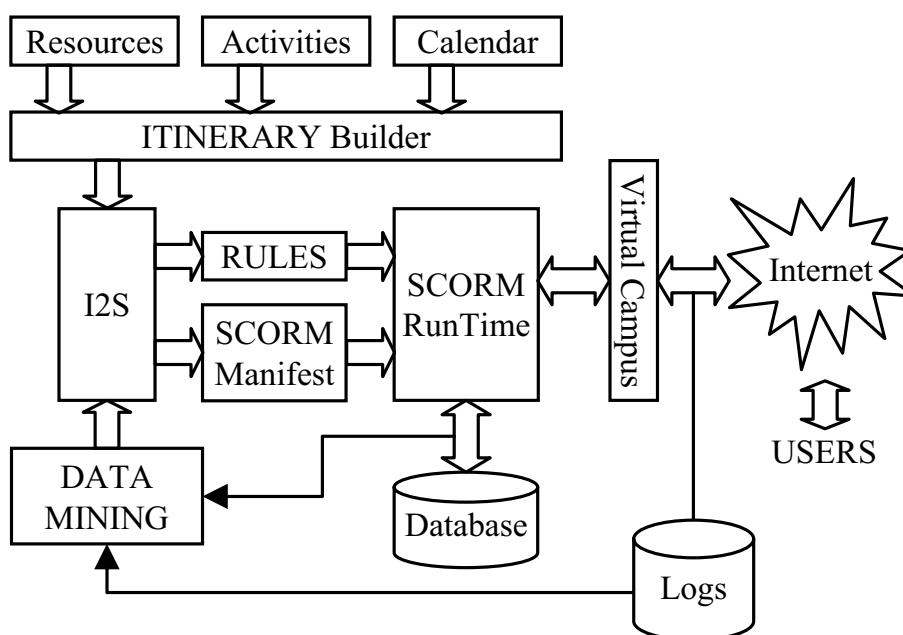 Resources
Activities
Calendar
ITINERARY Builder
I2S
RULES
SCORM
Manifest
SCORM
RunTime
Virtual Campus
Internet
USERS
DATA
MINING
Database
Logs